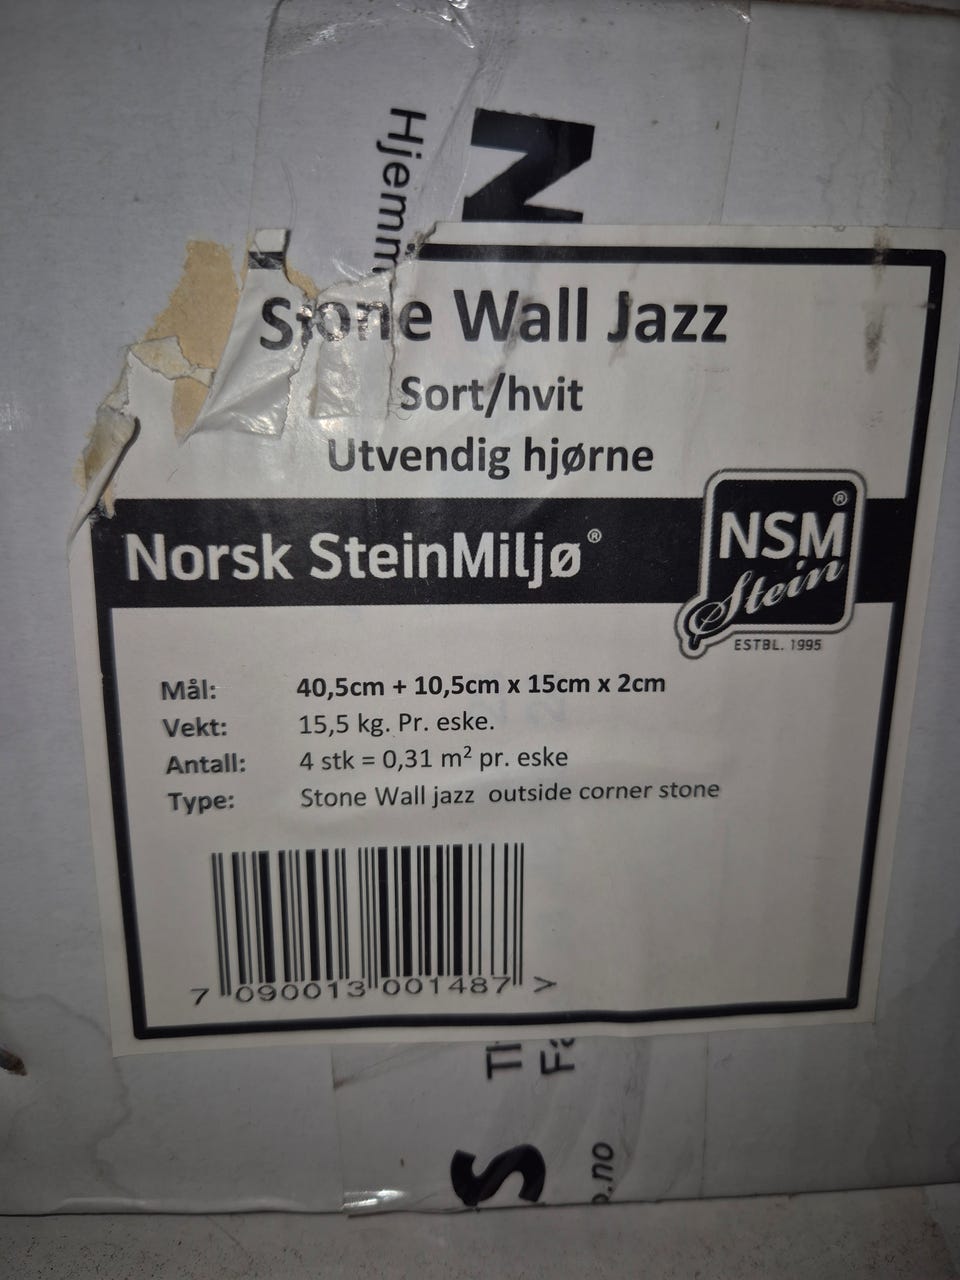 N
Hjemm
Stone Wall Jazz
Sort/hvit
Utvendig hjørne
Norsk SteinMiljø®
NSM®
Stein
ESTBL. 1995
Mål: 40,5cm + 10,5cm x 15cm x 2cm
Vekt: 15,5 kg. Pr. eske.
Antall: 4 stk = 0,31 m² pr. eske
Type: Stone Wall jazz outside corner stone
7 090013 001487 >
S
.no